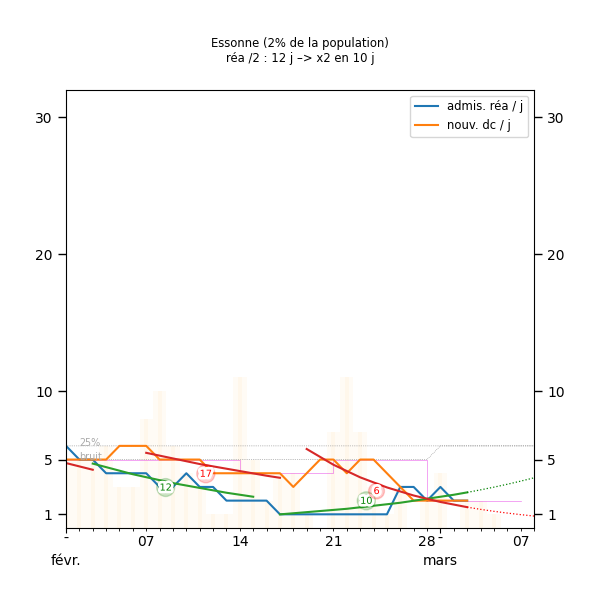 Essonne (2% de la population)
réa /2 : 12 j –> x2 en 10 j
admis. réa / j
nouv. dc / j
30 30
20 20
10 10
25%
bruit
5 5
17
12
6
10
1 1
07 14 21 28 07
févr. mars